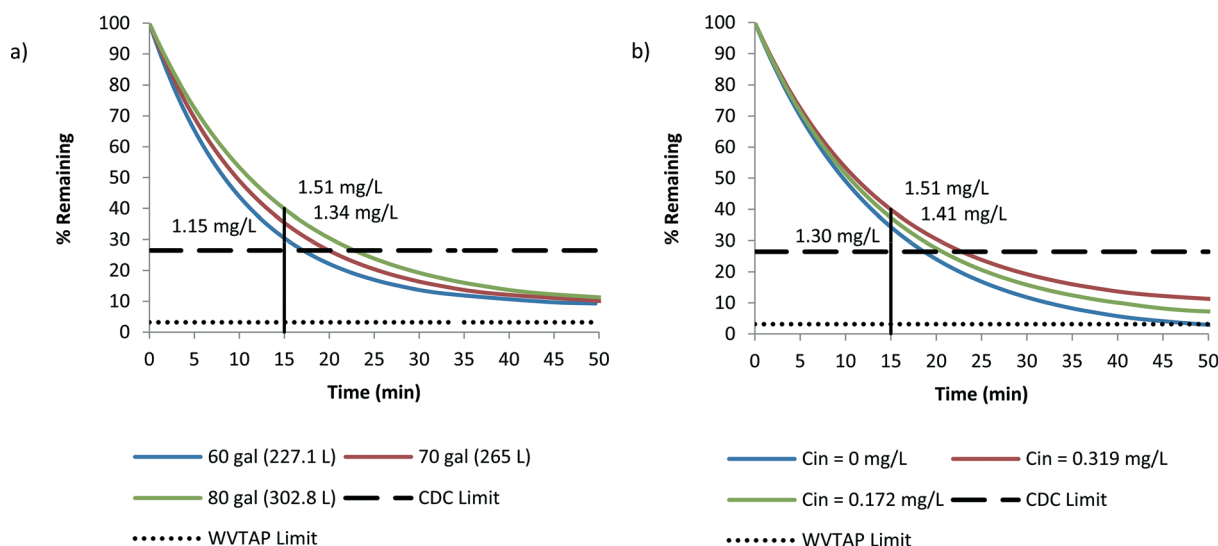 a)
% Remaining
100
90
80
70
60
50
40
30
20
10
0
1.51 mg/L
1.34 mg/L
1.15 mg/L
0 5 10 15 20 25 30 35 40 45 50
Time (min)
60 gal (227.1 L) 70 gal (265 L)
80 gal (302.8 L) CDC Limit
WVTAP Limit
b)
% Remaining
100
90
80
70
60
50
40
30
20
10
0
1.51 mg/L
1.41 mg/L
1.30 mg/L
0 5 10 15 20 25 30 35 40 45 50
Time (min)
Cin = 0 mg/L Cin = 0.319 mg/L
Cin = 0.172 mg/L CDC Limit
WVTAP Limit